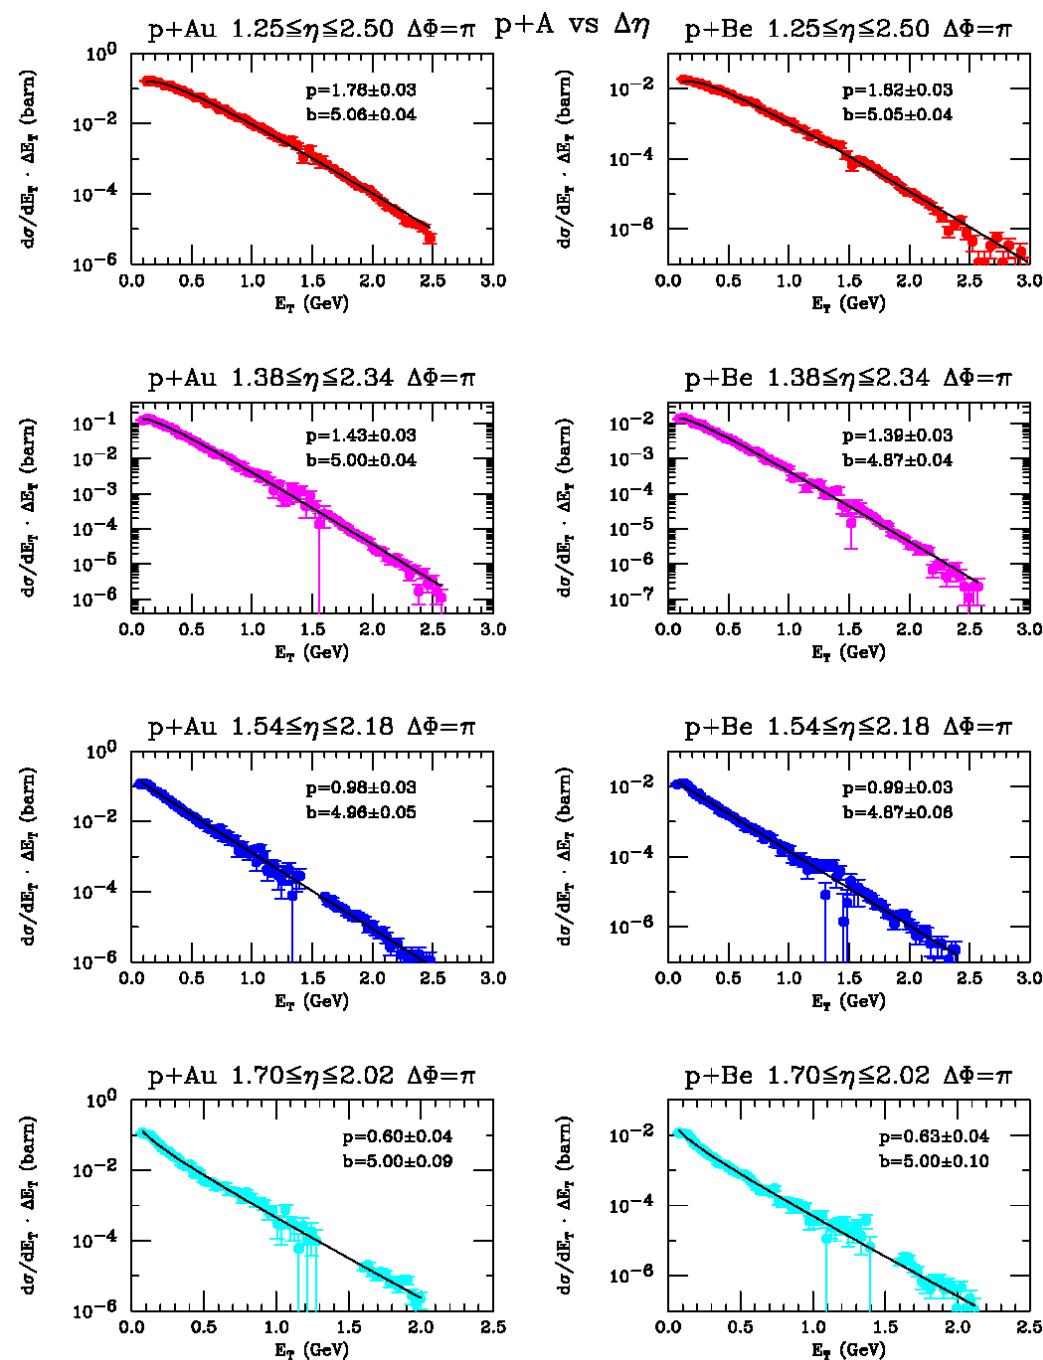 p+A vs Δη
p+Au 1.25≤η≤2.50 ΔΦ=π
p=1.76±0.03
b=5.06±0.04
dσ/dE_T · ΔE_T (barn)
10^0
10^-2
10^-4
10^-6
0.0 0.5 1.0 1.5 2.0 2.5 3.0
E_T (GeV)
p+Be 1.25≤η≤2.50 ΔΦ=π
p=1.62±0.03
b=5.05±0.04
dσ/dE_T · ΔE_T (barn)
10^-2
10^-4
10^-6
0.0 0.5 1.0 1.5 2.0 2.5 3.0
E_T (GeV)
p+Au 1.38≤η≤2.34 ΔΦ=π
p=1.43±0.03
b=5.00±0.04
dσ/dE_T · ΔE_T (barn)
10^-1
10^-2
10^-3
10^-4
10^-5
10^-6
0.0 0.5 1.0 1.5 2.0 2.5 3.0
E_T (GeV)
p+Be 1.38≤η≤2.34 ΔΦ=π
p=1.39±0.03
b=4.87±0.04
dσ/dE_T · ΔE_T (barn)
10^-2
10^-3
10^-4
10^-5
10^-6
10^-7
0.0 0.5 1.0 1.5 2.0 2.5 3.0
E_T (GeV)
p+Au 1.54≤η≤2.18 ΔΦ=π
p=0.98±0.03
b=4.96±0.05
dσ/dE_T · ΔE_T (barn)
10^0
10^-2
10^-4
10^-6
0.0 0.5 1.0 1.5 2.0 2.5 3.0
E_T (GeV)
p+Be 1.54≤η≤2.18 ΔΦ=π
p=0.99±0.03
b=4.87±0.06
dσ/dE_T · ΔE_T (barn)
10^-2
10^-4
10^-6
0.0 0.5 1.0 1.5 2.0 2.5 3.0
E_T (GeV)
p+Au 1.70≤η≤2.02 ΔΦ=π
p=0.60±0.04
b=5.00±0.09
dσ/dE_T · ΔE_T (barn)
10^0
10^-2
10^-4
10^-6
0.0 0.5 1.0 1.5 2.0 2.5
E_T (GeV)
p+Be 1.70≤η≤2.02 ΔΦ=π
p=0.63±0.04
b=5.00±0.10
dσ/dE_T · ΔE_T (barn)
10^-2
10^-4
10^-6
0.0 0.5 1.0 1.5 2.0 2.5
E_T (GeV)